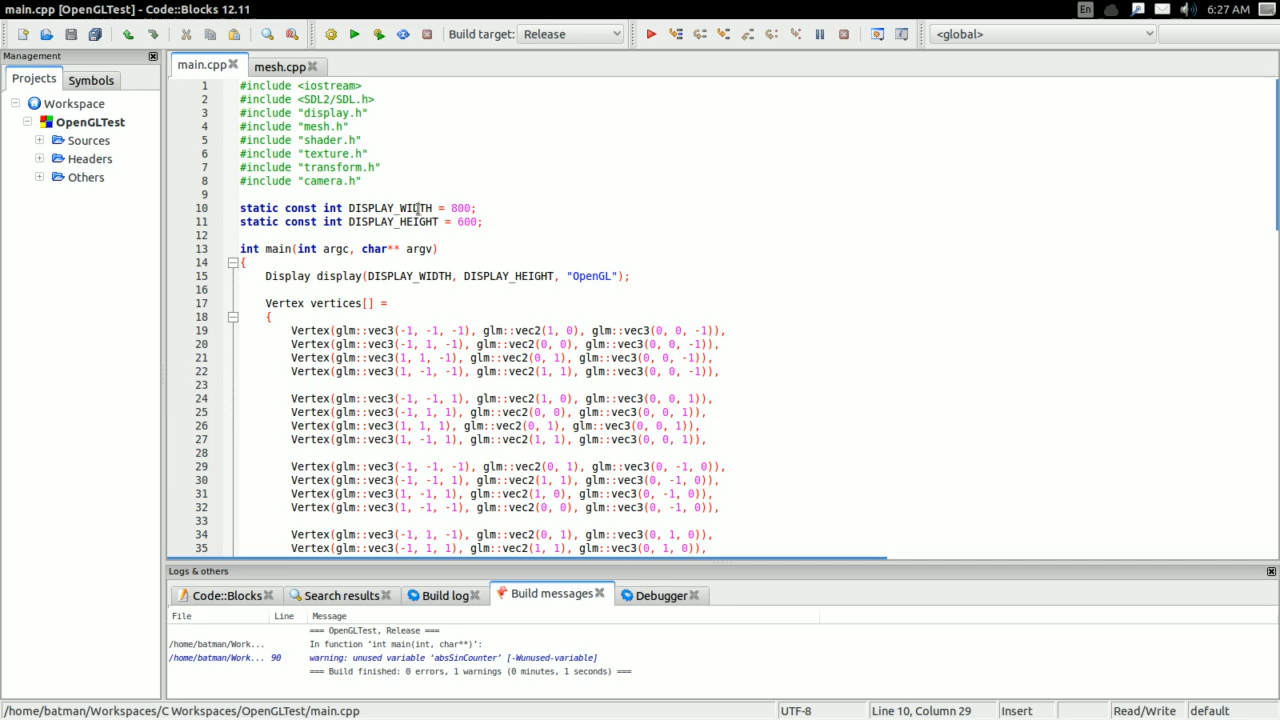 main.cpp [OpenGLTest] - Code::Blocks 12.11
En
6:27 AM
Build target: Release
<global>
Management
Projects
Symbols
Workspace
OpenGLTest
Sources
Headers
Others
main.cpp
mesh.cpp
1 #include <iostream>
2 #include <SDL2/SDL.h>
3 #include "display.h"
4 #include "mesh.h"
5 #include "shader.h"
6 #include "texture.h"
7 #include "transform.h"
8 #include "camera.h"
9
10 static const int DISPLAY_WIDTH = 800;
11 static const int DISPLAY_HEIGHT = 600;
12
13 int main(int argc, char** argv)
14 {
15 Display display(DISPLAY_WIDTH, DISPLAY_HEIGHT, "OpenGL");
16
17 Vertex vertices[] =
18 {
19 Vertex(glm::vec3(-1, -1, -1), glm::vec2(1, 0), glm::vec3(0, 0, -1)),
20 Vertex(glm::vec3(-1, 1, -1), glm::vec2(0, 0), glm::vec3(0, 0, -1)),
21 Vertex(glm::vec3(1, 1, -1), glm::vec2(0, 1), glm::vec3(0, 0, -1)),
22 Vertex(glm::vec3(1, -1, -1), glm::vec2(1, 1), glm::vec3(0, 0, -1)),
23
24 Vertex(glm::vec3(-1, -1, 1), glm::vec2(1, 0), glm::vec3(0, 0, 1)),
25 Vertex(glm::vec3(-1, 1, 1), glm::vec2(0, 0), glm::vec3(0, 0, 1)),
26 Vertex(glm::vec3(1, 1, 1), glm::vec2(0, 1), glm::vec3(0, 0, 1)),
27 Vertex(glm::vec3(1, -1, 1), glm::vec2(1, 1), glm::vec3(0, 0, 1)),
28
29 Vertex(glm::vec3(-1, -1, -1), glm::vec2(0, 1), glm::vec3(0, -1, 0)),
30 Vertex(glm::vec3(-1, -1, 1), glm::vec2(1, 1), glm::vec3(0, -1, 0)),
31 Vertex(glm::vec3(1, -1, 1), glm::vec2(1, 0), glm::vec3(0, -1, 0)),
32 Vertex(glm::vec3(1, -1, -1), glm::vec2(0, 0), glm::vec3(0, -1, 0)),
33
34 Vertex(glm::vec3(-1, 1, -1), glm::vec2(0, 1), glm::vec3(0, 1, 0)),
35 Vertex(glm::vec3(-1, 1, 1), glm::vec2(1, 1), glm::vec3(0, 1, 0)),
Logs & others
Code::Blocks
Search results
Build log
Build messages
Debugger
File Line Message
=== OpenGLTest, Release ===
/home/batman/Work... In function ‘int main(int, char**)’:
/home/batman/Work... 90 warning: unused variable ‘absSinCounter’ [-Wunused-variable]
=== Build finished: 0 errors, 1 warnings (0 minutes, 1 seconds) ===
/home/batman/Workspaces/C Workspaces/OpenGLTest/main.cpp
UTF-8
Line 10, Column 29
Insert
Read/Write
default